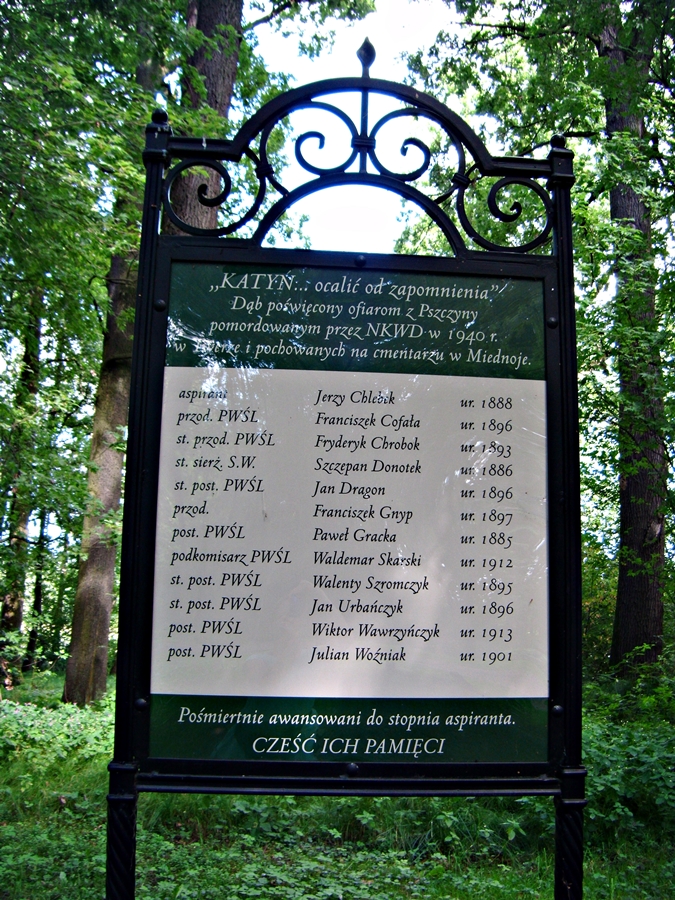 „KATYŃ... ocalić od zapomnienia”
Dąb poświęcony ofiarom z Pszczyny
pomordowanym przez NKWD w 1940 r.
w Twerze i pochowanych na cmentarzu w Miednoje.
aspirant Jerzy Chlebik ur. 1888
przod. PWŚL Franciszek Cofała ur. 1896
st. przod. PWŚL Fryderyk Chrobok ur. 1893
st. sierż. S.W. Szczepan Donotek ur. 1886
st. post. PWŚL Jan Dragon ur. 1896
przod. Franciszek Gnyp ur. 1897
post. PWŚL Paweł Gracka ur. 1885
podkomisarz PWŚL Waldemar Skarski ur. 1912
st. post. PWŚL Walenty Szromczyk ur. 1895
st. post. PWŚL Jan Urbańczyk ur. 1896
post. PWŚL Wiktor Wawrzyńczyk ur. 1913
post. PWŚL Julian Woźniak ur. 1901
Pośmiertnie awansowani do stopnia aspiranta.
CZEŚĆ ICH PAMIĘCI